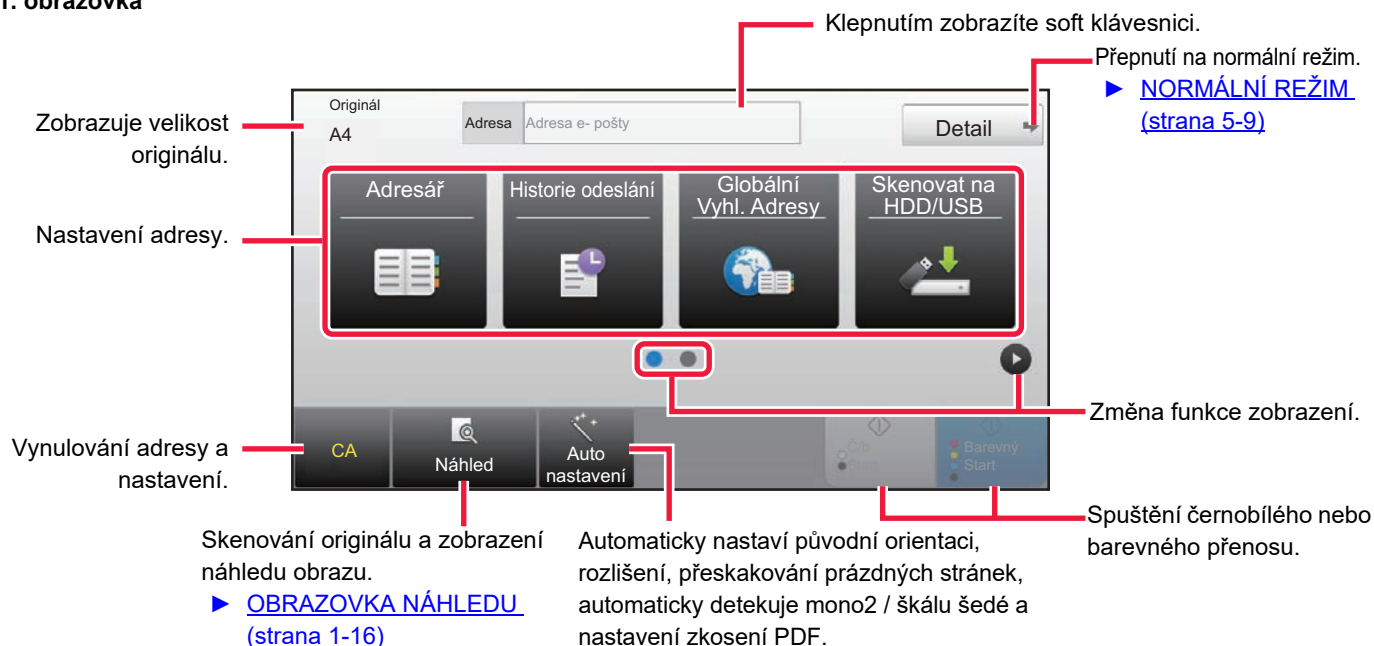 1. obrazovka
Klepnutím zobrazíte soft klávesnici.
Přepnutí na normální režim.
► NORMÁLNÍ REŽIM
(strana 5-9)
Zobrazuje velikost
originálu.
Originál
A4
Adresa
Adresa e- pošty
Detail
Nastavení adresy.
Adresář
Historie odeslání
Globální
Vyhl. Adresy
Skenovat na
HDD/USB
Změna funkce zobrazení.
Vynulování adresy a
nastavení.
CA
Náhled
Auto
nastavení
Č/b
Start
Barevný
Start
Spuštění černobílého nebo
barevného přenosu.
Skenování originálu a zobrazení
náhledu obrazu.
► OBRAZOVKA NÁHLEDU
(strana 1-16)
Automaticky nastaví původní orientaci,
rozlišení, přeskakování prázdných stránek,
automaticky detekuje mono2 / škálu šedé a
nastavení zkosení PDF.